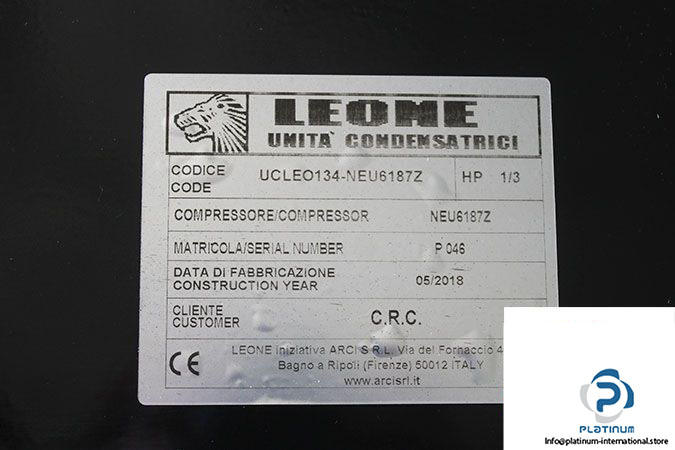 LEONE
UNITA' CONDENSATRICI
CODICE
CODE
UCLEO134-NEU6187Z
HP 1/3
COMPRESSORE/COMPRESSOR NEU6187Z
MATRICOLA/SERIAL NUMBER P 046
DATA DI FABBRICAZIONE
CONSTRUCTION YEAR
05/2018
CLIENTE
CUSTOMER
C.R.C.
CE
LEONE iniziativa ARCI S R.L. Via del Fornaccio 4
Bagno a Ripoli (Firenze) 50012 ITALY
www.arcisrl.it
PLATINUM
Info@platinum-international.store